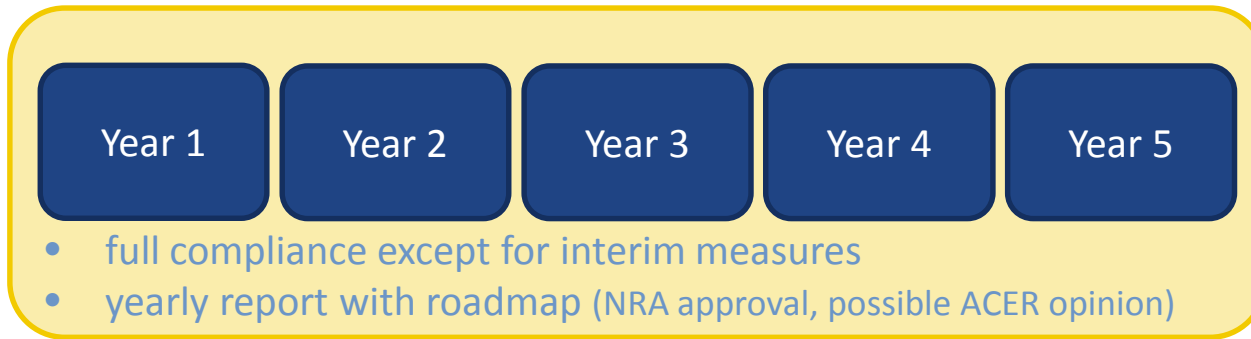 Year 1 Year 2 Year 3 Year 4 Year 5
• full compliance except for interim measures
• yearly report with roadmap (NRA approval, possible ACER opinion)